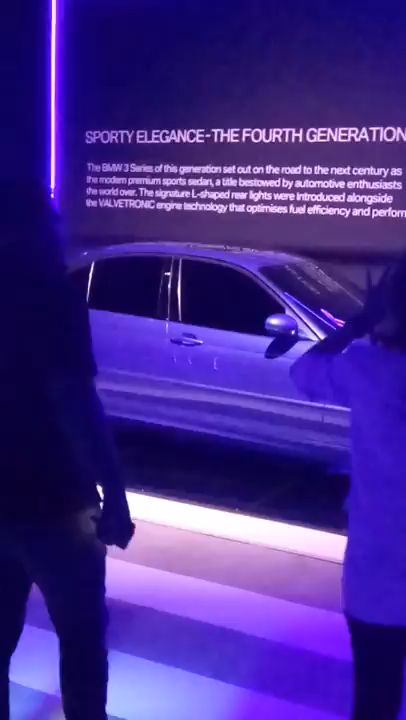 SPORTY ELEGANCE-THE FOURTH GENERATION
The BMW 3 Series of this generation set out on the road to the next century as
the modern premium sports sedan, a title bestowed by automotive enthusiasts
the world over. The signature L-shaped rear lights were introduced alongside
the VALVETRONIC engine technology that optimises fuel efficiency and perform